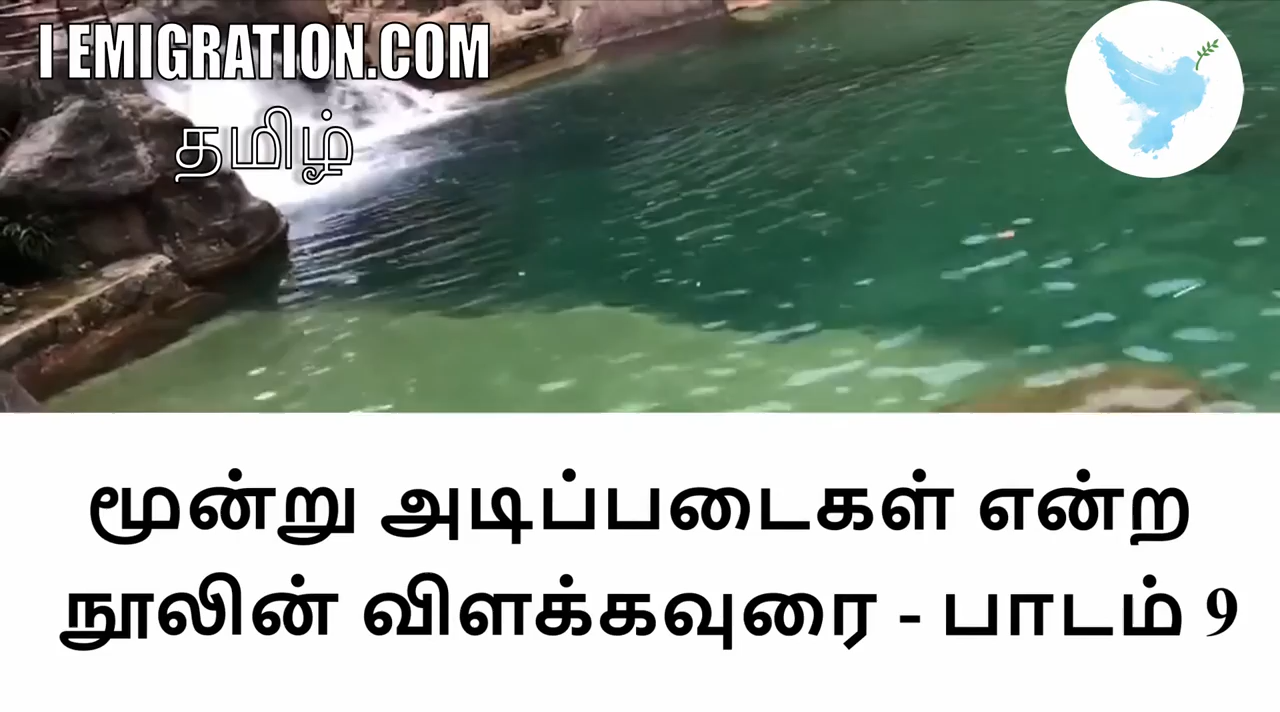 I EMIGRATION.COM
தமிழ்
மூன்று அடிப்படைகள் என்ற
நூலின் விளக்கவுரை - பாடம் 9